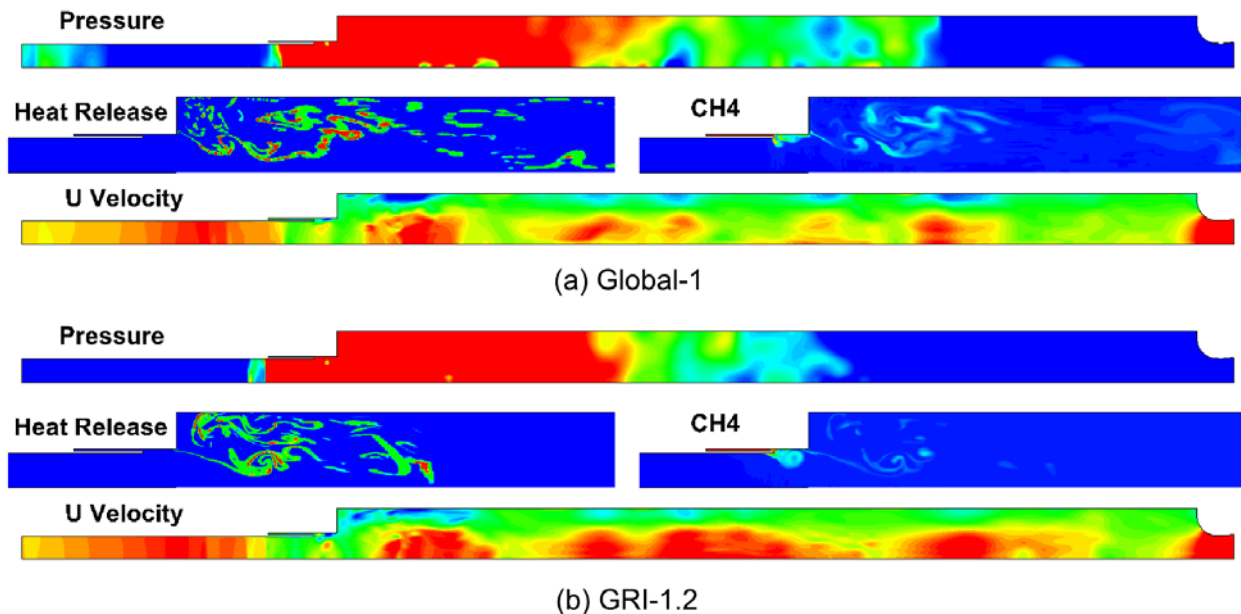 Pressure
Heat Release
CH4
U Velocity
(a) Global-1
Pressure
Heat Release
CH4
U Velocity
(b) GRI-1.2